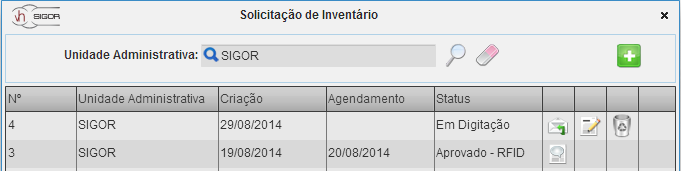 SIGOR Solicitação de Inventário ×
Unidade Administrativa: SIGOR
Nº Unidade Administrativa Criação Agendamento Status
4 SIGOR 29/08/2014 Em Digitação
3 SIGOR 19/08/2014 20/08/2014 Aprovado - RFID